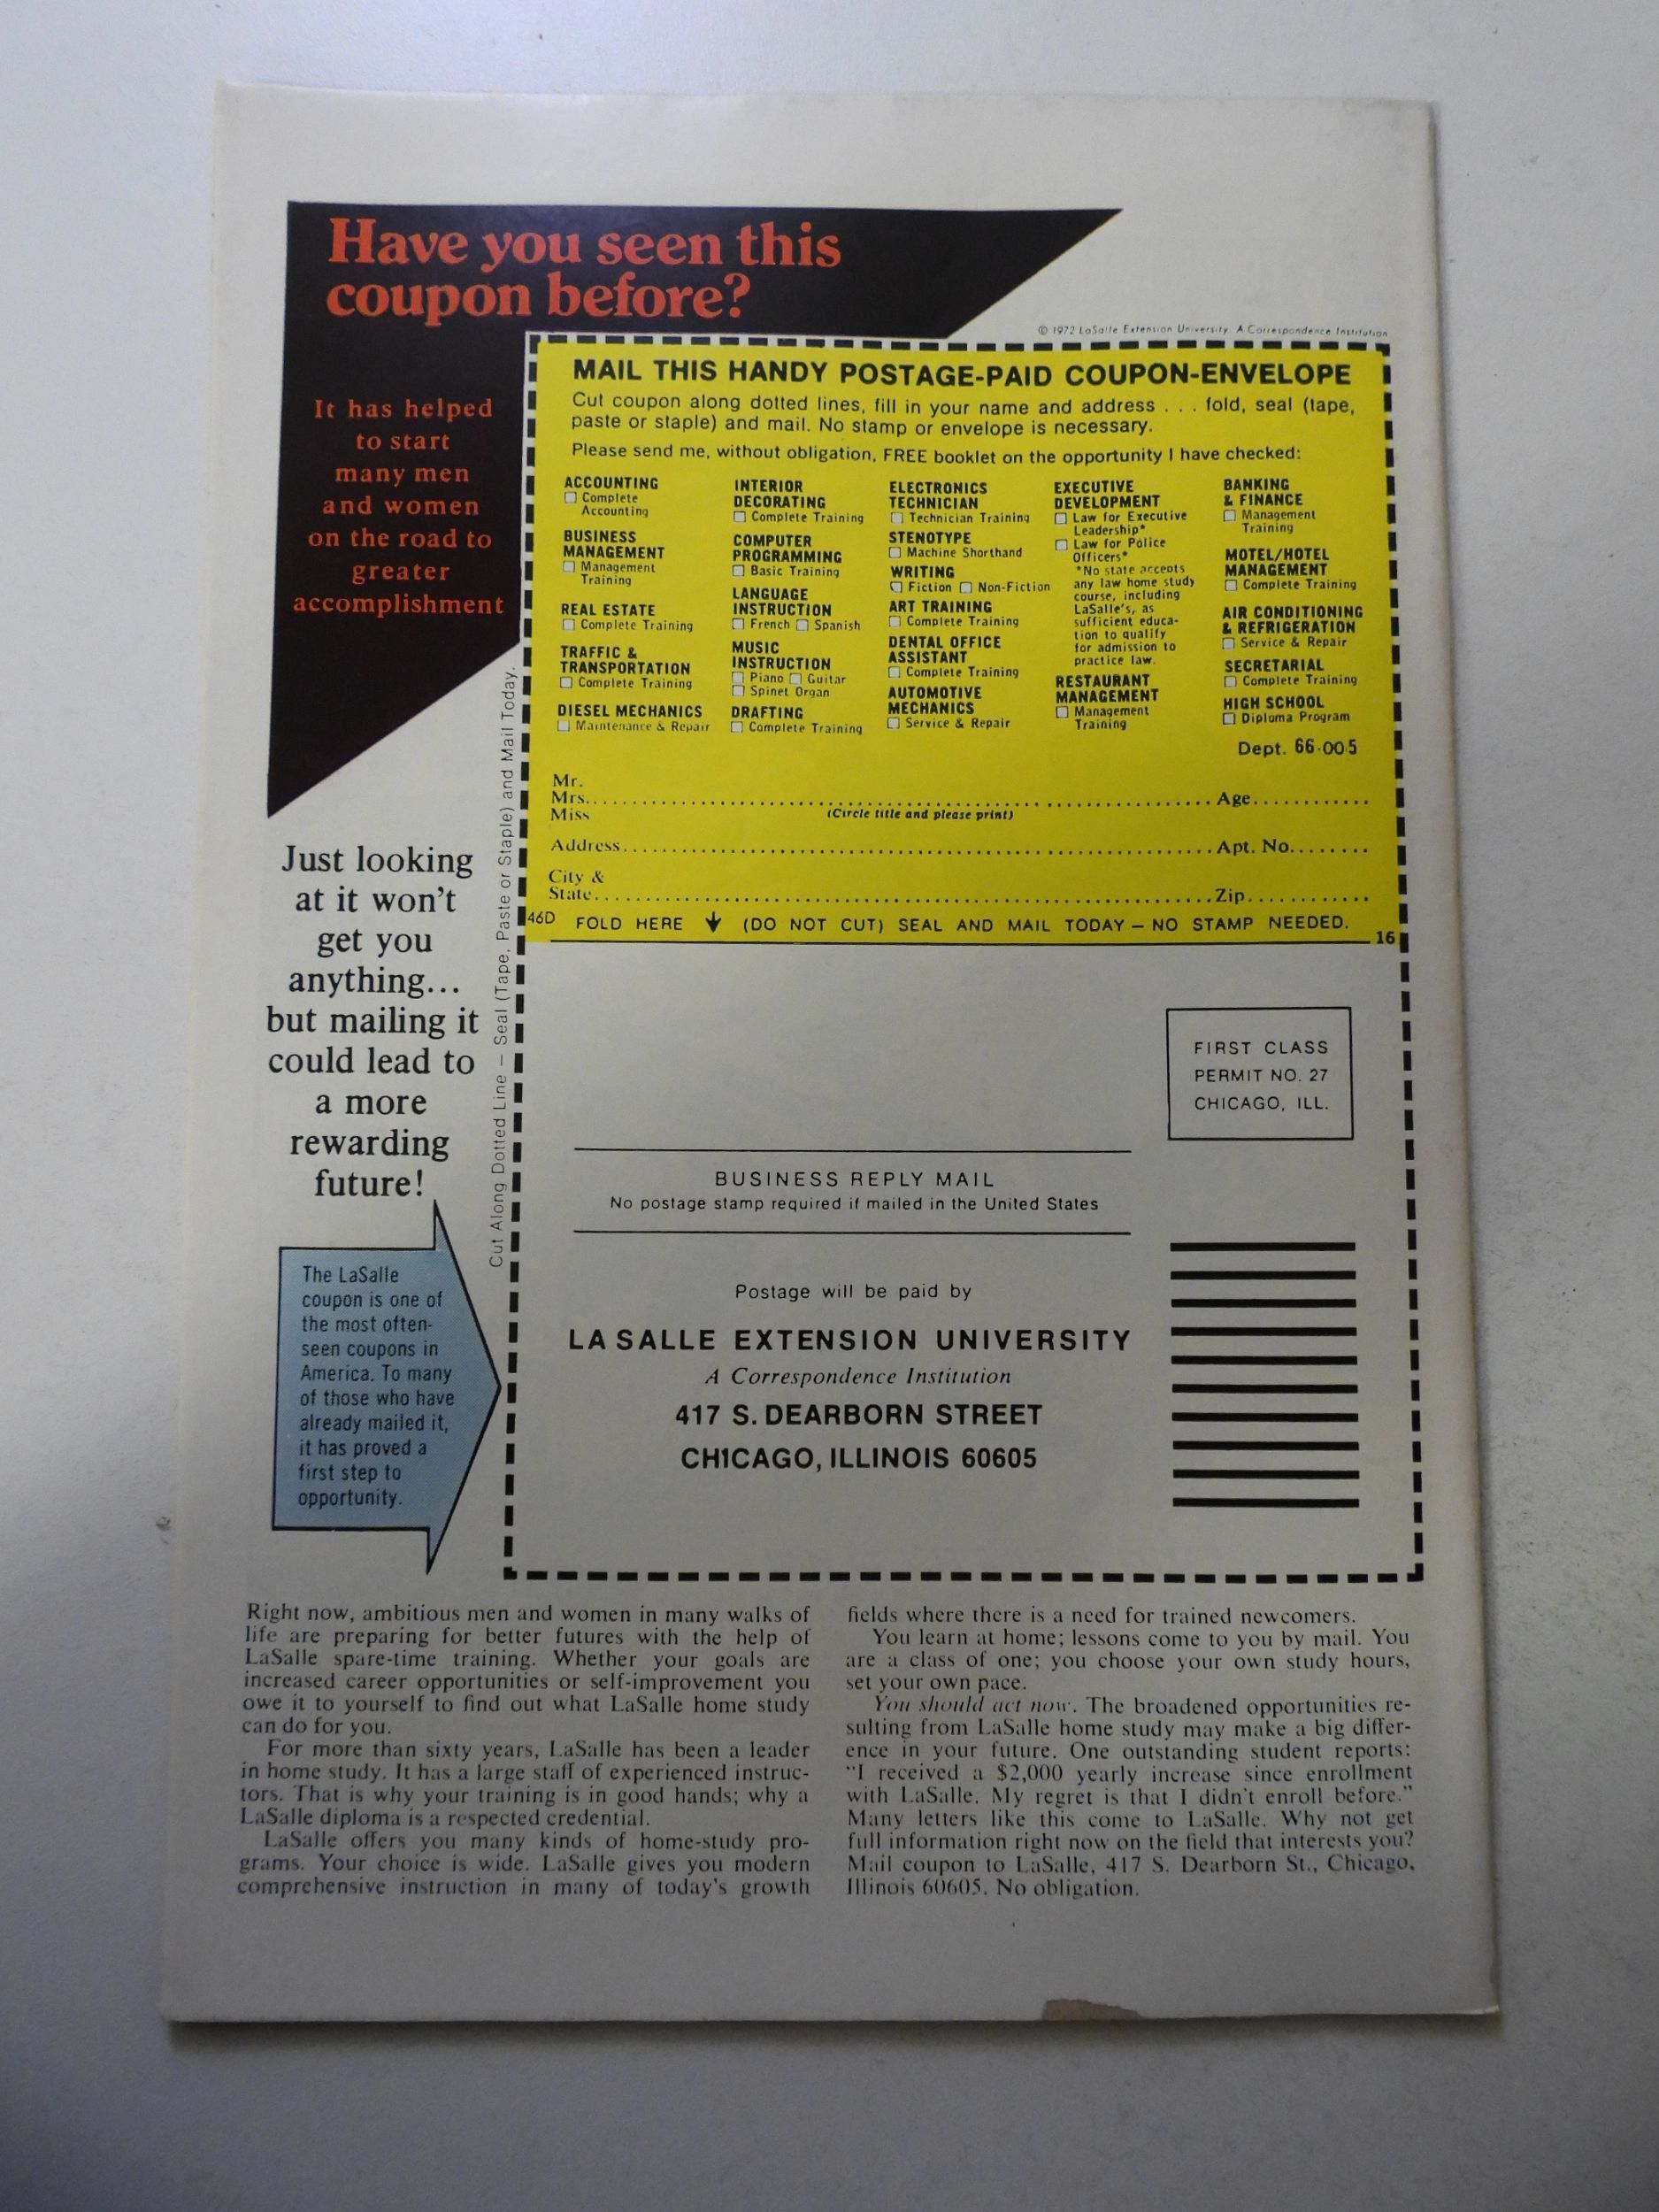 Have you seen this
coupon before?
© 1972 LaSalle Extension University A Correspondence Institution
It has helped
to start
many men
and women
on the road to
greater
accomplishment
Just looking
at it won't
get you
anything...
but mailing it
could lead to
a more
rewarding
future!
The LaSalle
coupon is one of
the most often-
seen coupons in
America. To many
of those who have
already mailed it,
it has proved a
first step to
opportunity.
Cut Along Dotted Line – Seal (Tape, Paste or Staple) and Mail Today.
MAIL THIS HANDY POSTAGE-PAID COUPON-ENVELOPE
Cut coupon along dotted lines, fill in your name and address . . . fold, seal (tape,
paste or staple) and mail. No stamp or envelope is necessary.
Please send me, without obligation, FREE booklet on the opportunity I have checked:
ACCOUNTING
Complete
Accounting
BUSINESS
MANAGEMENT
Management
Training
REAL ESTATE
Complete Training
TRAFFIC &
TRANSPORTATION
Complete Training
DIESEL MECHANICS
Maintenance & Repair
INTERIOR
DECORATING
Complete Training
COMPUTER
PROGRAMMING
Basic Training
LANGUAGE
INSTRUCTION
French Spanish
MUSIC
INSTRUCTION
Piano Guitar
Spinet Organ
DRAFTING
Complete Training
ELECTRONICS
TECHNICIAN
Technician Training
STENOTYPE
Machine Shorthand
WRITING
Fiction Non-Fiction
ART TRAINING
Complete Training
DENTAL OFFICE
ASSISTANT
Complete Training
AUTOMOTIVE
MECHANICS
Service & Repair
EXECUTIVE
DEVELOPMENT
Law for Executive
Leadership*
Law for Police
Officers*
*No state accepts
any law home study
course, including
LaSalle's, as
sufficient educa-
tion to qualify
for admission to
practice law.
RESTAURANT
MANAGEMENT
Management
Training
BANKING
& FINANCE
Management
Training
MOTEL/HOTEL
MANAGEMENT
Complete Training
AIR CONDITIONING
& REFRIGERATION
Service & Repair
SECRETARIAL
Complete Training
HIGH SCHOOL
Diploma Program
Dept. 66-005
Mr.
Mrs. Age
Miss (Circle title and please print)
Address Apt. No.
City &
State Zip
46D FOLD HERE ↓ (DO NOT CUT) SEAL AND MAIL TODAY – NO STAMP NEEDED.
16
FIRST CLASS
PERMIT NO. 27
CHICAGO, ILL.
BUSINESS REPLY MAIL
No postage stamp required if mailed in the United States
Postage will be paid by
LA SALLE EXTENSION UNIVERSITY
A Correspondence Institution
417 S. DEARBORN STREET
CHICAGO, ILLINOIS 60605
Right now, ambitious men and women in many walks of
life are preparing for better futures with the help of
LaSalle spare-time training. Whether your goals are
increased career opportunities or self-improvement you
owe it to yourself to find out what LaSalle home study
can do for you.
For more than sixty years, LaSalle has been a leader
in home study. It has a large staff of experienced instruc-
tors. That is why your training is in good hands; why a
LaSalle diploma is a respected credential.
LaSalle offers you many kinds of home-study pro-
grams. Your choice is wide. LaSalle gives you modern
comprehensive instruction in many of today's growth
fields where there is a need for trained newcomers.
You learn at home; lessons come to you by mail. You
are a class of one; you choose your own study hours,
set your own pace.
You should act now. The broadened opportunities re-
sulting from LaSalle home study may make a big differ-
ence in your future. One outstanding student reports:
"I received a $2,000 yearly increase since enrollment
with LaSalle. My regret is that I didn't enroll before."
Many letters like this come to LaSalle. Why not get
full information right now on the field that interests you?
Mail coupon to LaSalle, 417 S. Dearborn St., Chicago,
Illinois 60605. No obligation.